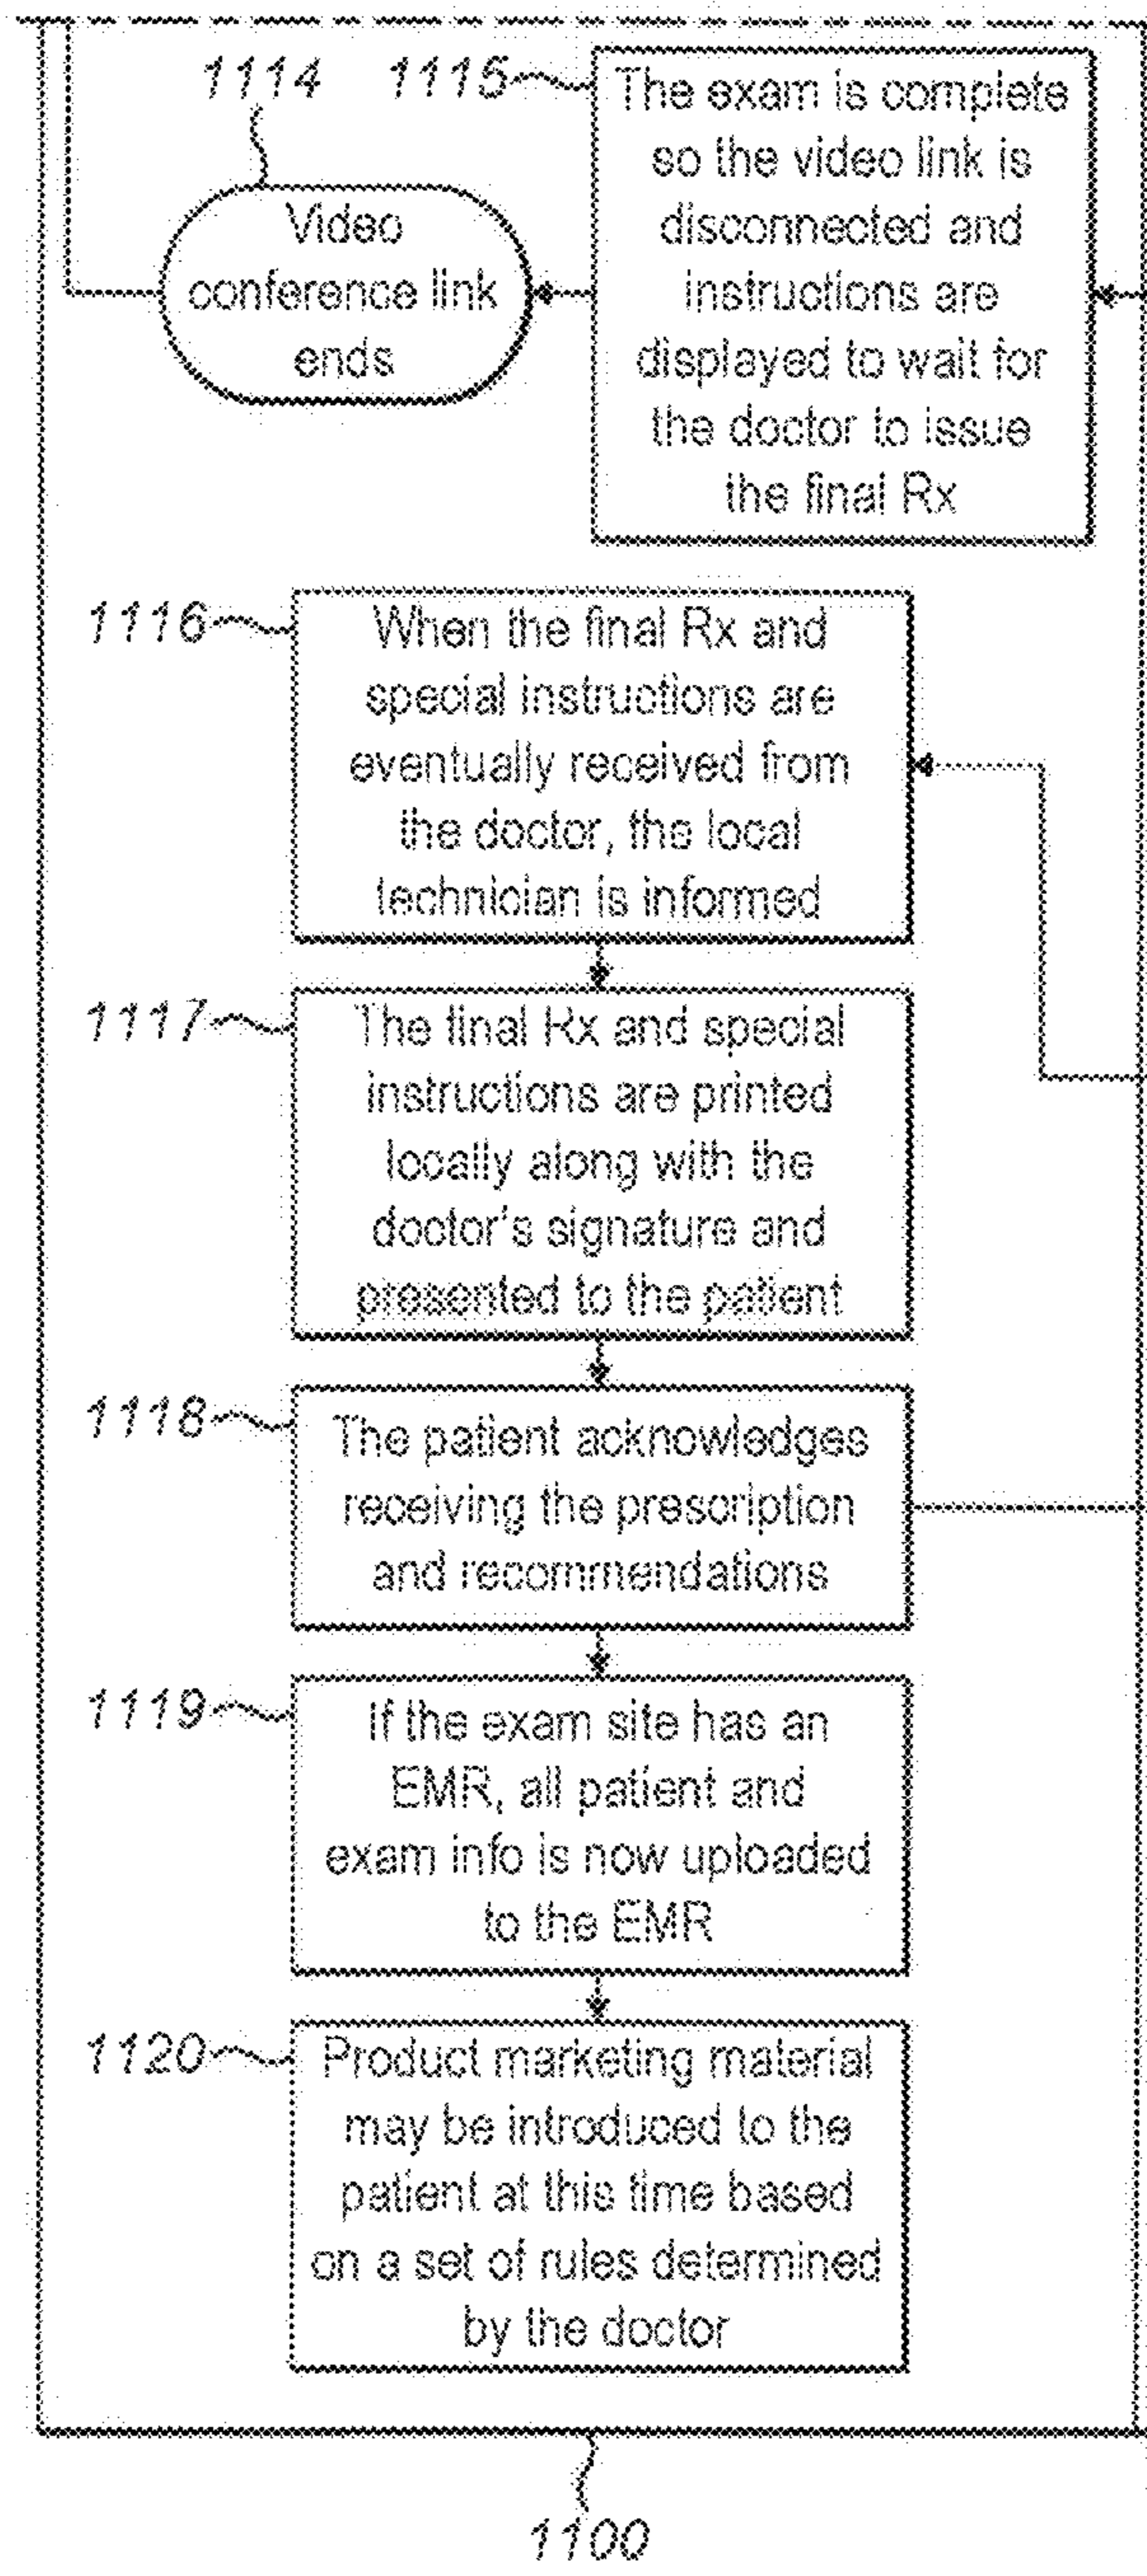 1114
1115
The exam is complete
so the video link is
disconnected and
instructions are
displayed to wait for
the doctor to issue
the final Rx
Video
conference link
ends
1116
When the final Rx and
special instructions are
eventually received from
the doctor, the local
technician is informed
1117
The final Rx and special
instructions are printed
locally along with the
doctor's signature and
presented to the patient
1118
The patient acknowledges
receiving the prescription
and recommendations
1119
If the exam site has an
EMR, all patient and
exam info is now uploaded
to the EMR
1120
Product marketing material
may be introduced to the
patient at this time based
on a set of rules determined
by the doctor
1100